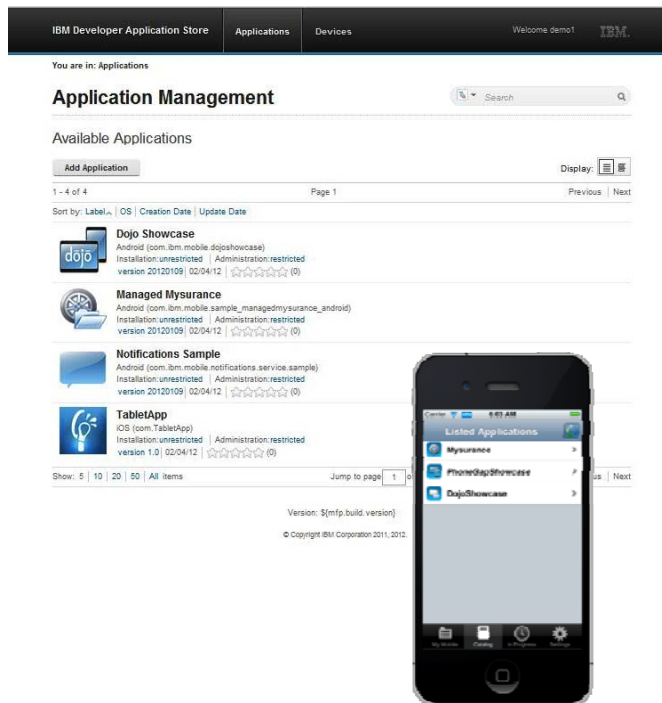 IBM Developer Application Store Applications Devices Welcome demo1 IBM.
You are in: Applications
Application Management Search
Available Applications
Add Application Display:
1 - 4 of 4 Page 1 Previous | Next
Sort by: Label | OS | Creation Date | Update Date
Dojo Showcase
dojo
Android (com.ibm.mobile.dojoshowcase)
Installation:unrestricted | Administration:restricted
version 20120109 | 02/04/12 | (0)
Managed Mysurance
Android (com.ibm.mobile.sample_managedmysurance_android)
Installation:unrestricted | Administration:restricted
version 20120109 | 02/04/12 | (0)
Notifications Sample
Android (com.ibm.mobile.notifications.service.sample)
Installation:unrestricted | Administration:restricted
version 20120109 | 02/04/12 | (0)
TabletApp
iOS (com.TabletApp)
Installation:unrestricted | Administration:restricted
version 1.0 | 02/04/12 | (0)
Show: 5 | 10 | 20 | 50 | All items Jump to page 1 Next
Version: ${mfp.build.version}
© Copyright IBM Corporation 2011, 2012.
Carrier AM
Listed Applications
Mysurance
PhoneGapShowcase
DojoShowcase
My Mobile Catalog In Progress Settings